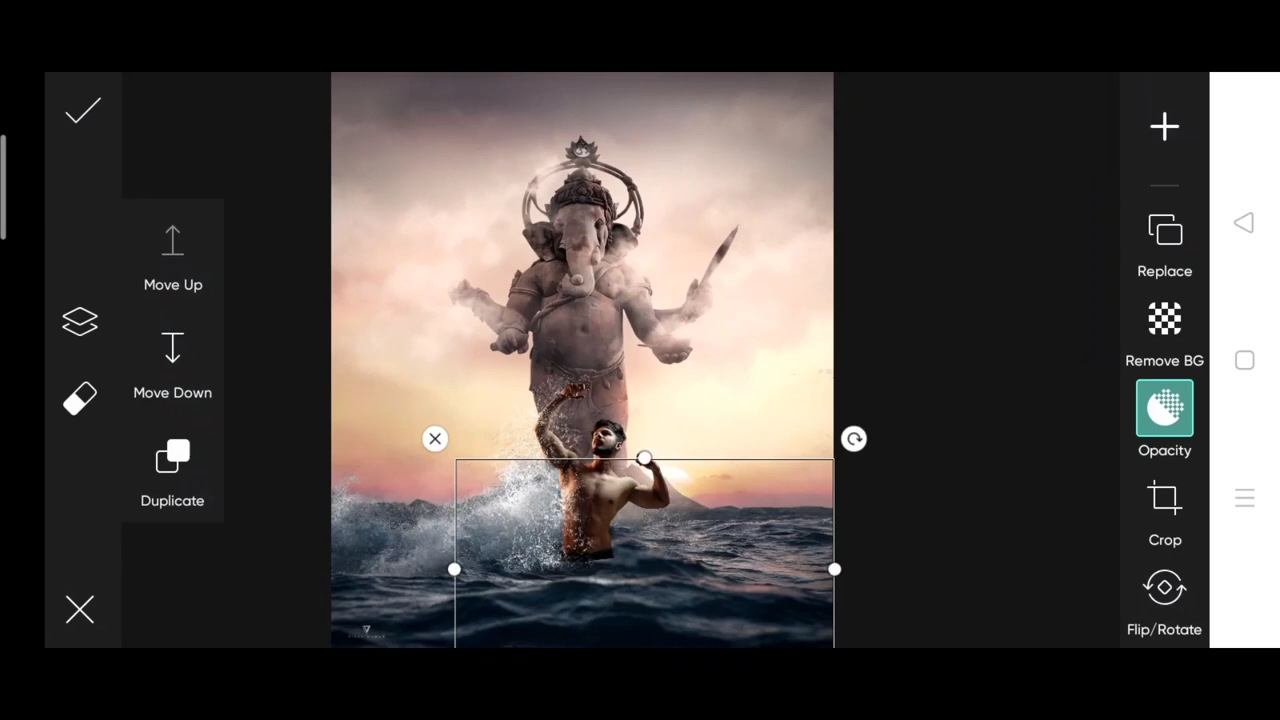 Move Up
Move Down
Duplicate
Replace
Remove BG
Opacity
Crop
Flip/Rotate